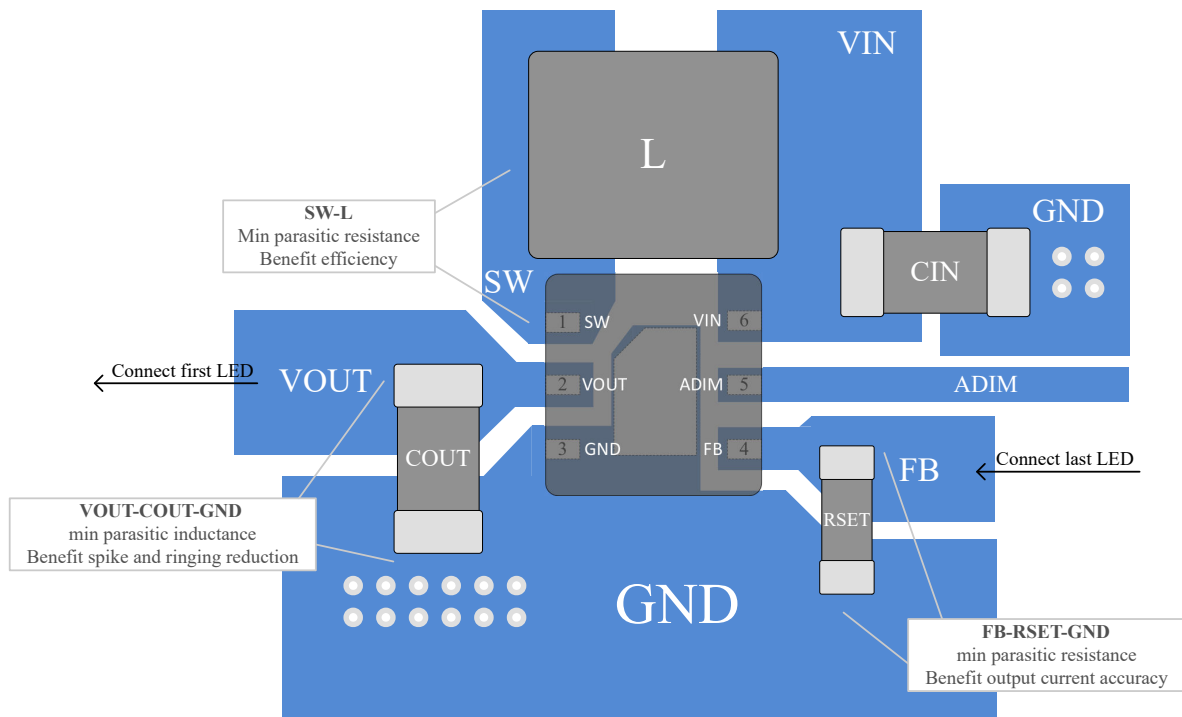 VIN
L
GND
SW-L
Min parasitic resistance
Benefit efficiency
CIN
SW
1 SW
VIN 6
Connect first LED
VOUT
2 VOUT
ADIM 5
ADIM
3 GND
FB 4
COUT
FB
Connect last LED
VOUT-COUT-GND
min parasitic inductance
Benefit spike and ringing reduction
RSET
GND
FB-RSET-GND
min parasitic resistance
Benefit output current accuracy